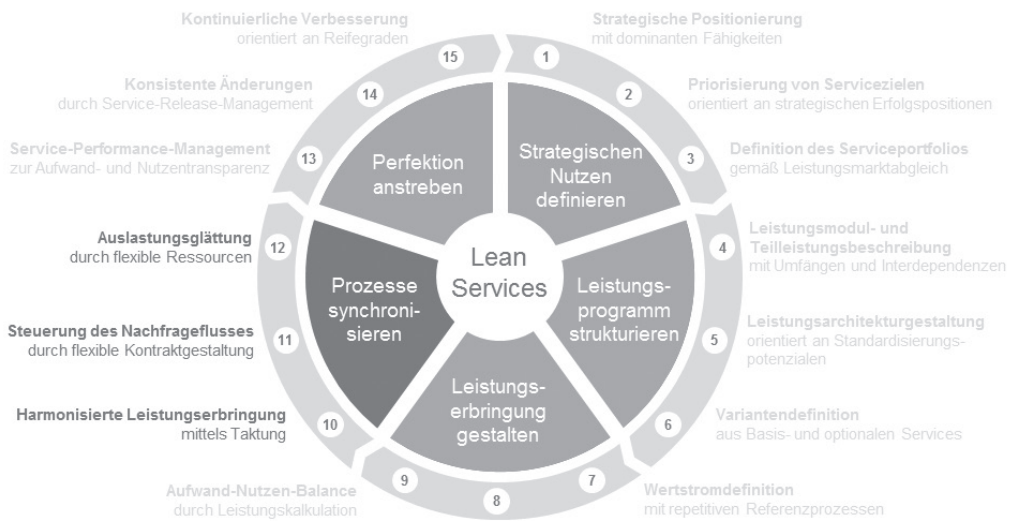 Kontinuierliche Verbesserung
orientiert an Reifegraden
Strategische Positionierung
mit dominanten Fähigkeiten
15
1
Konsistente Änderungen
durch Service-Release-Management
14
2
Priorisierung von Servicezielen
orientiert an strategischen Erfolgspositionen
Service-Performance-Management
zur Aufwand- und Nutzentransparenz
13
3
Definition des Serviceportfolios
gemäß Leistungsmarktabgleich
Perfektion
anstreben
Strategischen
Nutzen
definieren
Auslastungsglättung
durch flexible Ressourcen
12
4
Leistungsmodul- und
Teilleistungsbeschreibung
mit Umfängen und Interdependenzen
Lean
Services
Prozesse
synchroni-
sieren
Leistungs-
programm
strukturieren
Steuerung des Nachfrageflusses
durch flexible Kontraktgestaltung
11
5
Leistungsarchitekturgestaltung
orientiert an Standardisierungs-
potenzialen
Leistungs-
erbringung
gestalten
Harmonisierte Leistungserbringung
mittels Taktung
10
6
Variantendefinition
aus Basis- und optionalen Services
9
8
7
Aufwand-Nutzen-Balance
durch Leistungskalkulation
Wertstromdefinition
mit repetitiven Referenzprozessen